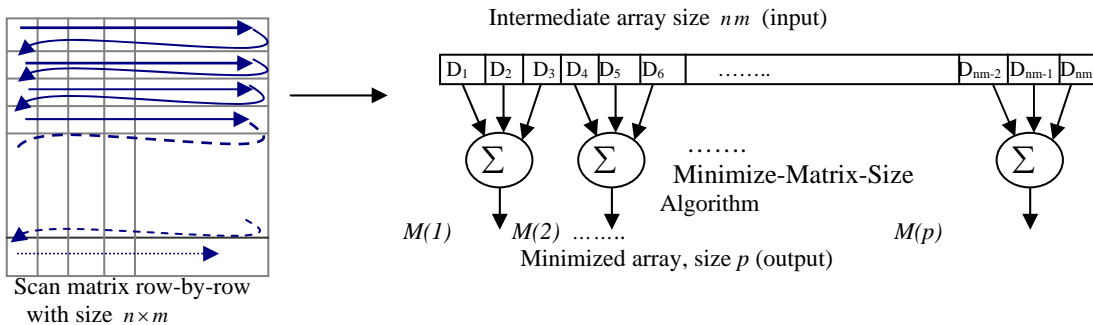 Intermediate array size nm (input)
D1 D2 D3 D4 D5 D6 …….. Dnm-2 Dnm-1 Dnm
Σ Σ Σ
…….
Minimize-Matrix-Size
Algorithm
M(1) M(2) …….. M(p)
Minimized array, size p (output)
Scan matrix row-by-row
with size n×m